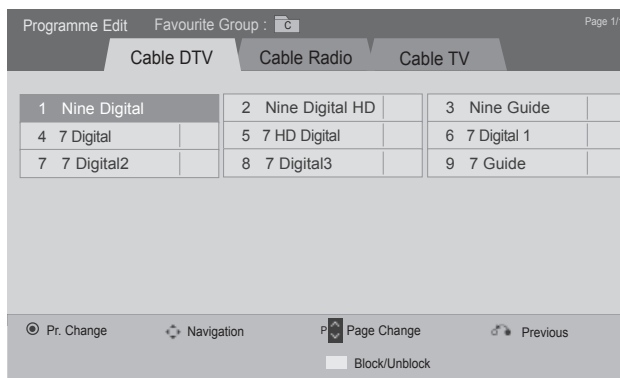 Programme Edit Favourite Group : C Page 1/
Cable DTV Cable Radio Cable TV
1 Nine Digital 2 Nine Digital HD 3 Nine Guide
4 7 Digital 5 7 HD Digital 6 7 Digital 1
7 7 Digital2 8 7 Digital3 9 7 Guide
Pr. Change Navigation P Page Change Previous
Block/Unblock